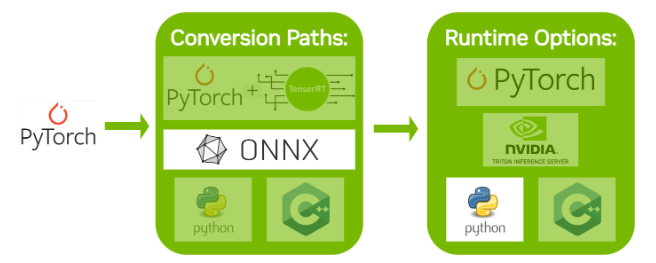 PyTorch
Conversion Paths:
PyTorch + TensorRT
ONNX
python
C++
Runtime Options:
PyTorch
NVIDIA.
TRITON INFERENCE SERVER
python
C++